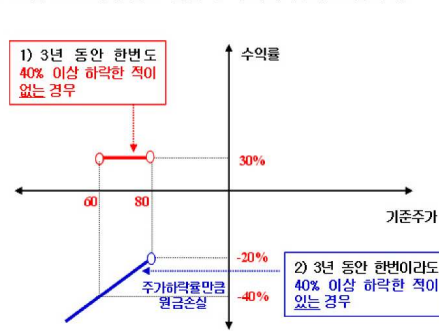 1) 3년 동안 한번도
40% 이상 하락한 적이
없는 경우
수익률
30%
60
80
기준주가
-20%
주가하락률만큼
원금손실
-40%
2) 3년 동안 한번이라도
40% 이상 하락한 적이
있는 경우